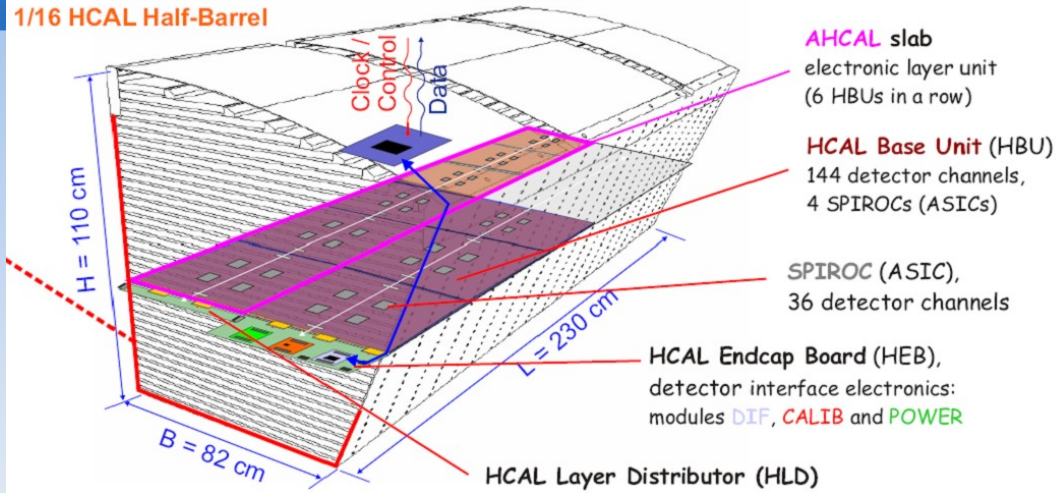 1/16 HCAL Half-Barrel
Clock /
Control
Data
H = 110 cm
B = 82 cm
L = 230 cm
AHCAL slab
electronic layer unit
(6 HBUs in a row)
HCAL Base Unit (HBU)
144 detector channels,
4 SPIROCs (ASICs)
SPIROC (ASIC),
36 detector channels
HCAL Endcap Board (HEB),
detector interface electronics:
modules DIF, CALIB and POWER
HCAL Layer Distributor (HLD)